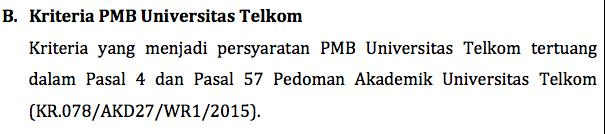 B. Kriteria PMB Universitas Telkom
Kriteria yang menjadi persyaratan PMB Universitas Telkom tertuang
dalam Pasal 4 dan Pasal 57 Pedoman Akademik Universitas Telkom
(KR.078/AKD27/WR1/2015).